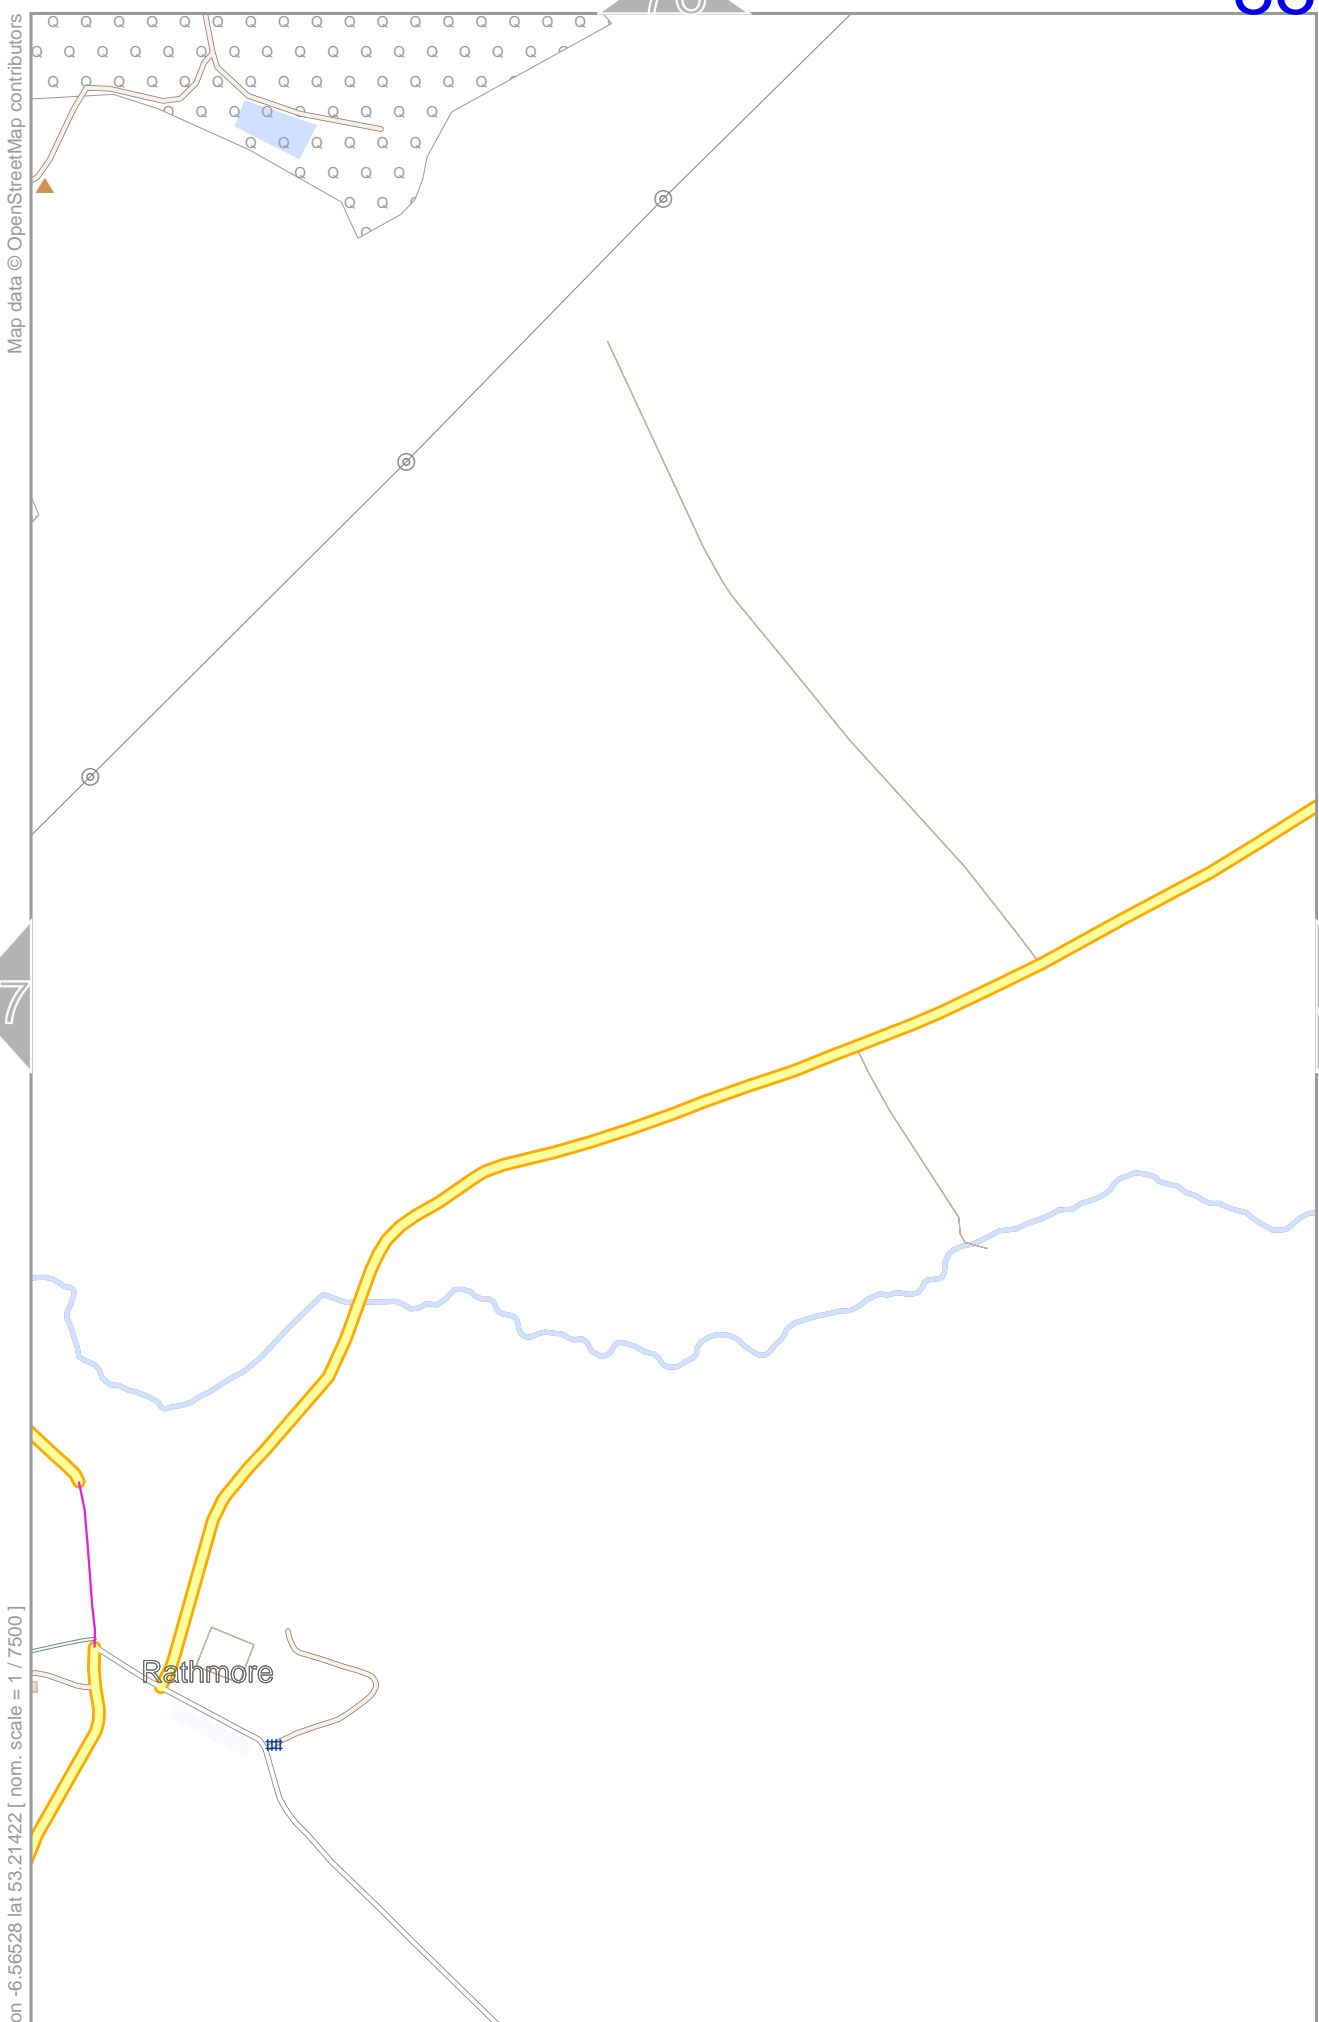 Map data © OpenStreetMap contributors
Rathmore
on -6.56528 lat 53.21422 [ nom. scale = 1 / 7500 ]